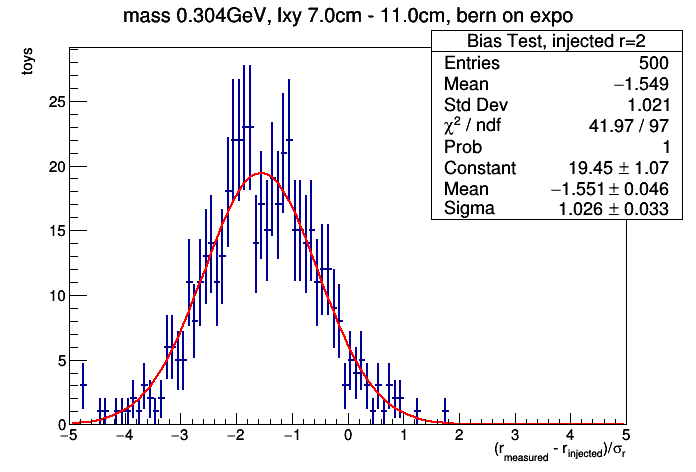 mass 0.304GeV, lxy 7.0cm - 11.0cm, bern on expo
Bias Test, injected r=2
Entries 500
Mean −1.549
Std Dev 1.021
χ² / ndf 41.97 / 97
Prob 1
Constant 19.45 ± 1.07
Mean −1.551 ± 0.046
Sigma 1.026 ± 0.033
toys
25
20
15
10
5
0
−5 −4 −3 −2 −1 0 1 2 3 4 5
(r_measured - r_injected)/σ_r